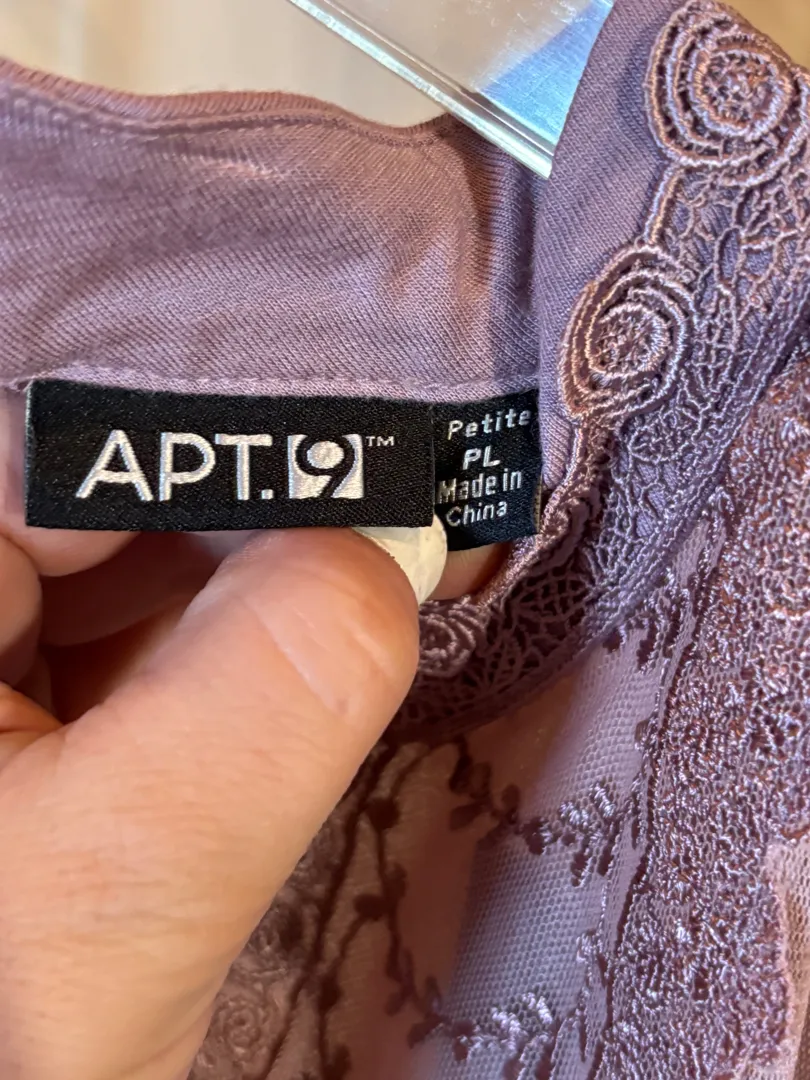 APT.9™
Petite
PL
Made in
China